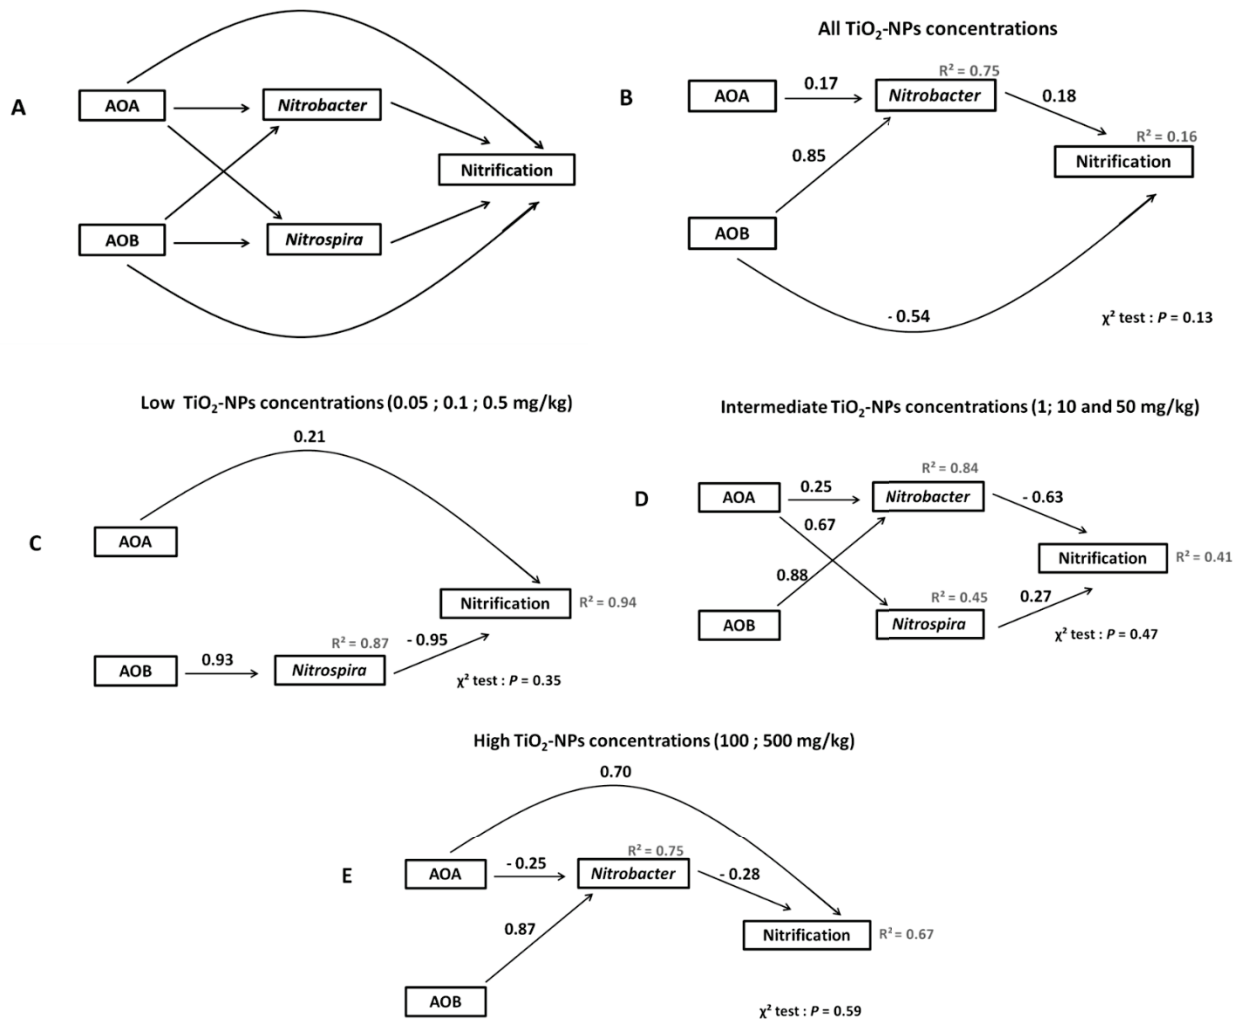 A
AOA
Nitrobacter
Nitrification
AOB
Nitrospira
All TiO₂-NPs concentrations
B
AOA
0.17
R² = 0.75
Nitrobacter
0.18
R² = 0.16
Nitrification
0.85
AOB
- 0.54
χ² test : P = 0.13
Low TiO₂-NPs concentrations (0.05 ; 0.1 ; 0.5 mg/kg)
0.21
C
AOA
Nitrification
R² = 0.94
AOB
0.93
R² = 0.87
Nitrospira
- 0.95
χ² test : P = 0.35
Intermediate TiO₂-NPs concentrations (1; 10 and 50 mg/kg)
D
AOA
0.25
R² = 0.84
Nitrobacter
- 0.63
0.67
Nitrification
R² = 0.41
0.88
AOB
R² = 0.45
Nitrospira
0.27
χ² test : P = 0.47
High TiO₂-NPs concentrations (100 ; 500 mg/kg)
0.70
E
AOA
- 0.25
R² = 0.75
Nitrobacter
- 0.28
0.87
Nitrification
R² = 0.67
AOB
χ² test : P = 0.59